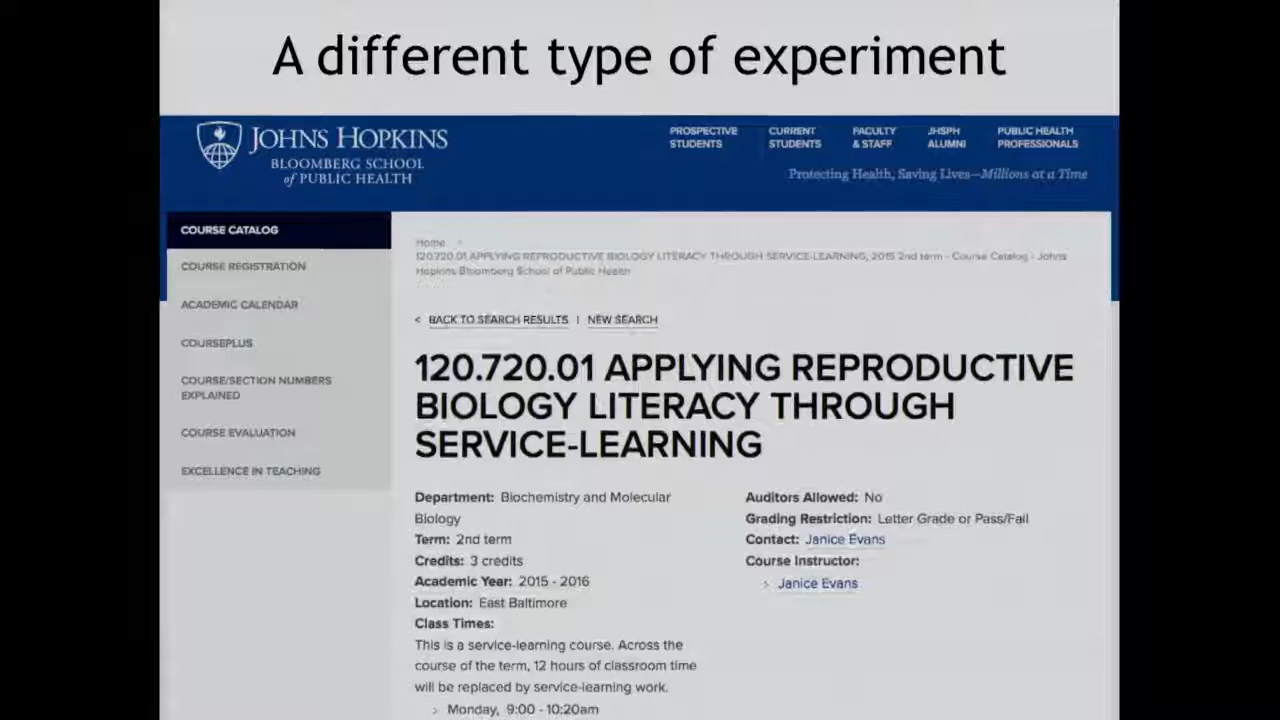 A different type of experiment
JOHNS HOPKINS
BLOOMBERG SCHOOL
of PUBLIC HEALTH
PROSPECTIVE
STUDENTS
CURRENT
STUDENTS
FACULTY
& STAFF
JHSPH
ALUMNI
PUBLIC HEALTH
PROFESSIONALS
Protecting Health, Saving Lives—Millions at a Time
COURSE CATALOG
COURSE REGISTRATION
ACADEMIC CALENDAR
COURSEPLUS
COURSE/SECTION NUMBERS
EXPLAINED
COURSE EVALUATION
EXCELLENCE IN TEACHING
Home >
120.720.01 APPLYING REPRODUCTIVE BIOLOGY LITERACY THROUGH SERVICE-LEARNING, 2015 2nd term - Course Catalog - Johns
Hopkins Bloomberg School of Public Health
< BACK TO SEARCH RESULTS | NEW SEARCH
120.720.01 APPLYING REPRODUCTIVE
BIOLOGY LITERACY THROUGH
SERVICE-LEARNING
Department: Biochemistry and Molecular
Biology
Term: 2nd term
Credits: 3 credits
Academic Year: 2015 - 2016
Location: East Baltimore
Class Times:
This is a service-learning course. Across the
course of the term, 12 hours of classroom time
will be replaced by service-learning work.
> Monday, 9:00 - 10:20am
Auditors Allowed: No
Grading Restriction: Letter Grade or Pass/Fail
Contact: Janice Evans
Course Instructor:
> Janice Evans